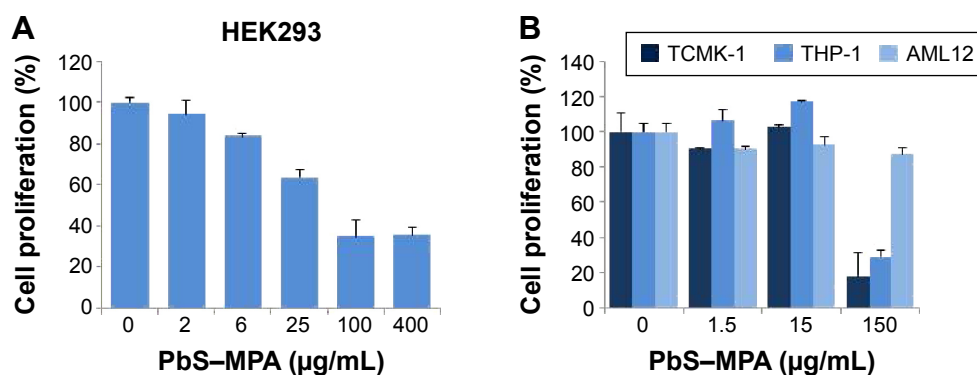 A
HEK293
Cell proliferation (%)
120
100
80
60
40
20
0
0 2 6 25 100 400
PbS–MPA (µg/mL)
B
TCMK-1 THP-1 AML12
Cell proliferation (%)
140
120
100
80
60
40
20
0
0 1.5 15 150
PbS–MPA (µg/mL)